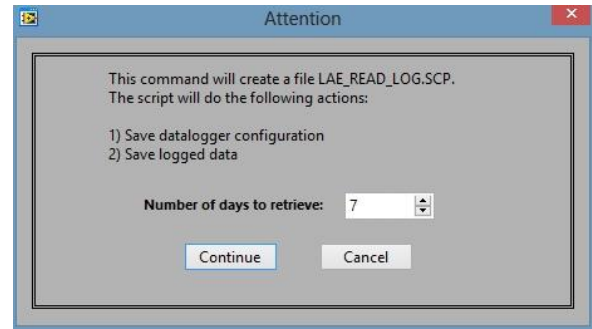 Attention
This command will create a file LAE_READ_LOG.SCP.
The script will do the following actions:
1) Save datalogger configuration
2) Save logged data
Number of days to retrieve: 7
Continue Cancel